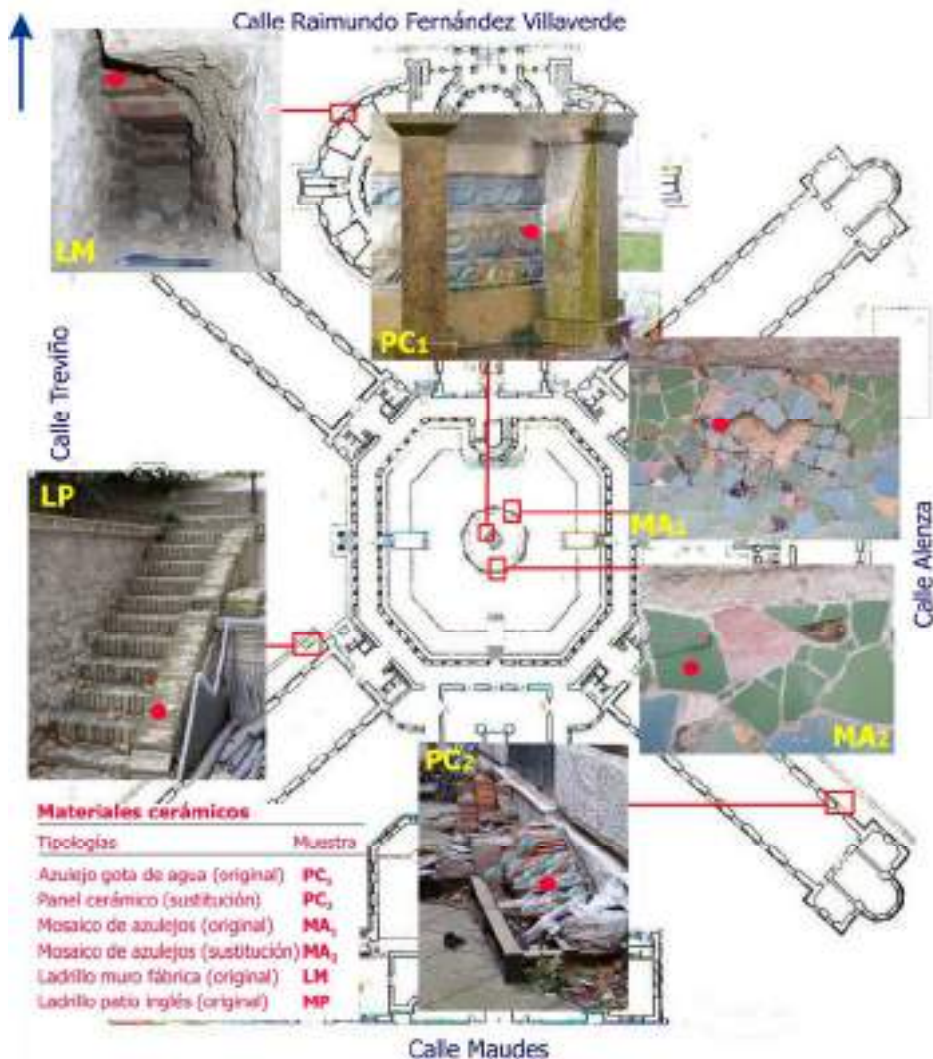 Calle Raimundo Fernández Villaverde
LM
PC1
Calle Treviño
MA1
LP
Calle Alenza
MA2
PC2
Materiales cerámicos
Tipologías Muestra
Azulejo gota de agua (original) PC1
Panel cerámico (sustitución) PC2
Mosaico de azulejos (original) MA1
Mosaico de azulejos (sustitución) MA2
Ladrillo muro fábrica (original) LM
Ladrillo patio inglés (original) MP
Calle Maudes